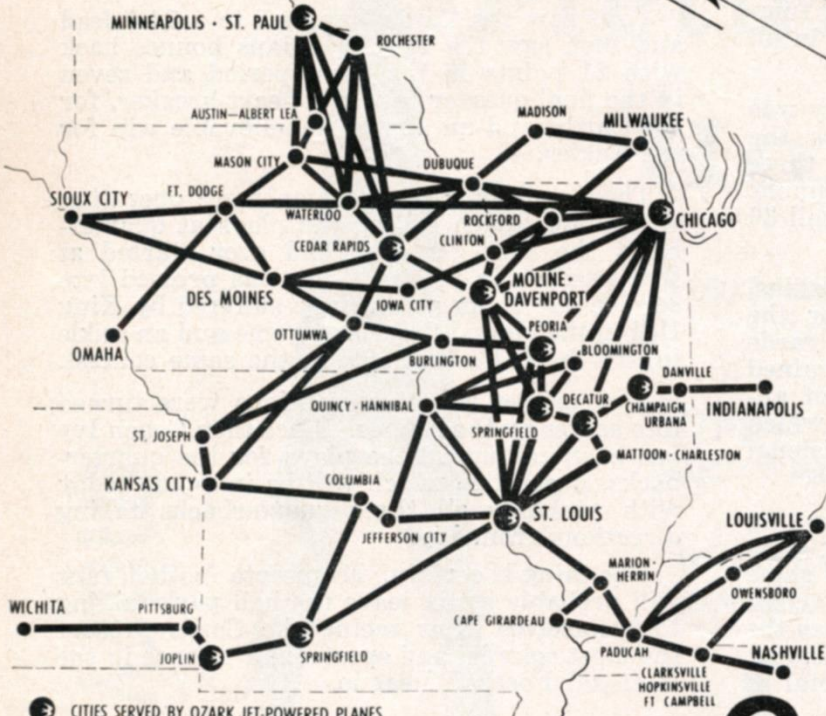 MINNEAPOLIS · ST. PAUL
ROCHESTER
AUSTIN—ALBERT LEA
MADISON
MILWAUKEE
MASON CITY
DUBUQUE
SIOUX CITY
FT. DODGE
WATERLOO
ROCKFORD
CHICAGO
CEDAR RAPIDS
CLINTON
DES MOINES
IOWA CITY
MOLINE-
DAVENPORT
OTTUMWA
PEORIA
OMAHA
BURLINGTON
BLOOMINGTON
DANVILLE
QUINCY-HANNIBAL
DECATUR
CHAMPAIGN
URBANA
INDIANAPOLIS
ST. JOSEPH
SPRINGFIELD
MATTOON-CHARLESTON
KANSAS CITY
COLUMBIA
ST. LOUIS
JEFFERSON CITY
LOUISVILLE
MARION-
HERRIN
OWENSBORO
WICHITA
PITTSBURG
CAPE GIRARDEAU
PADUCAH
NASHVILLE
JOPLIN
SPRINGFIELD
CLARKSVILLE
HOPKINSVILLE
FT CAMPBELL
CITIES SERVED BY OZARK JET-POWERED PLANES